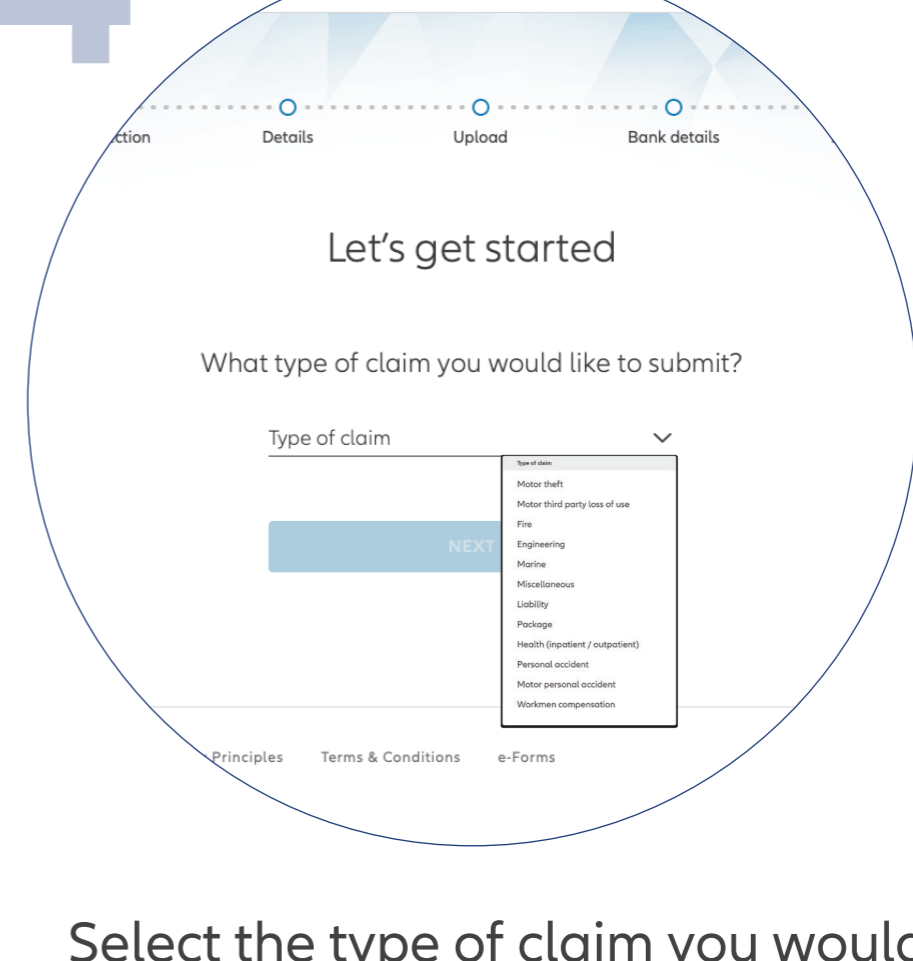 ction Details Upload Bank details
Let's get started
What type of claim you would like to submit?
Type of claim
Type of claim
Motor theft
Motor third party loss of use
Fire
Engineering
Marine
Miscellaneous
Liability
Package
Health (inpatient / outpatient)
Personal accident
Motor personal accident
Workmen compensation
NEXT
Principles Terms & Conditions e-Forms
Select the type of claim you would